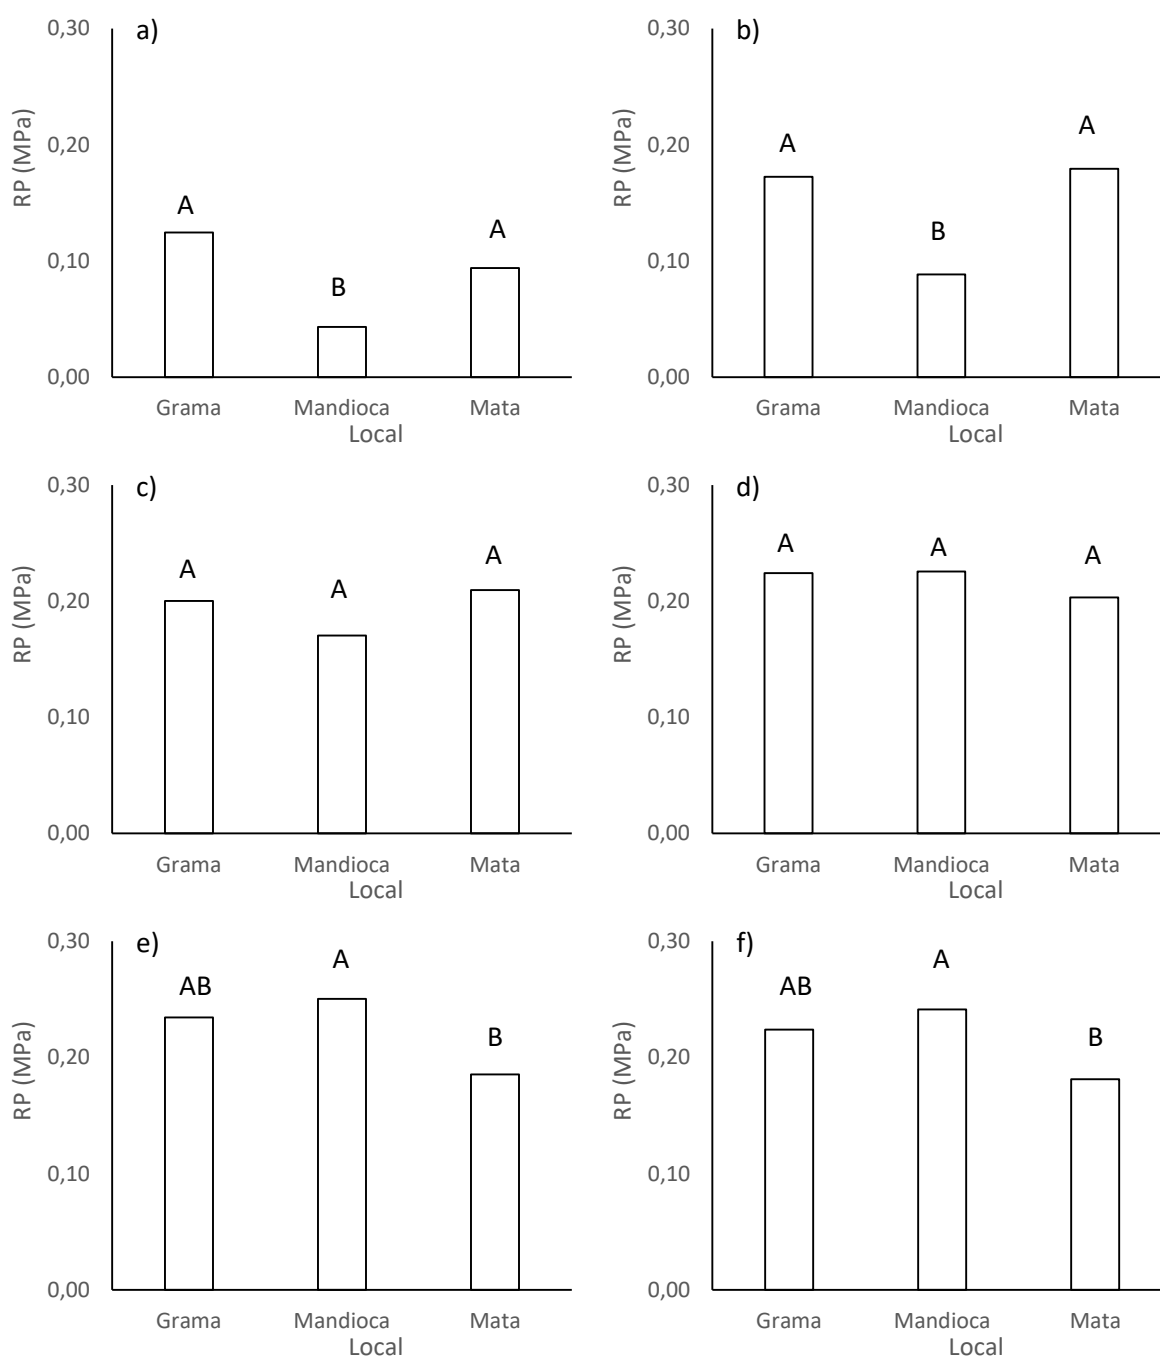 a)
RP (MPa)
0,30
0,20
0,10
0,00
A
B
A
Grama
Mandioca
Mata
Local
b)
RP (MPa)
0,30
0,20
0,10
0,00
A
B
A
Grama
Mandioca
Mata
Local
c)
RP (MPa)
0,30
0,20
0,10
0,00
A
A
A
Grama
Mandioca
Mata
Local
d)
RP (MPa)
0,30
0,20
0,10
0,00
A
A
A
Grama
Mandioca
Mata
Local
e)
RP (MPa)
0,30
0,20
0,10
0,00
AB
A
B
Grama
Mandioca
Mata
Local
f)
RP (MPa)
0,30
0,20
0,10
0,00
AB
A
B
Grama
Mandioca
Mata
Local